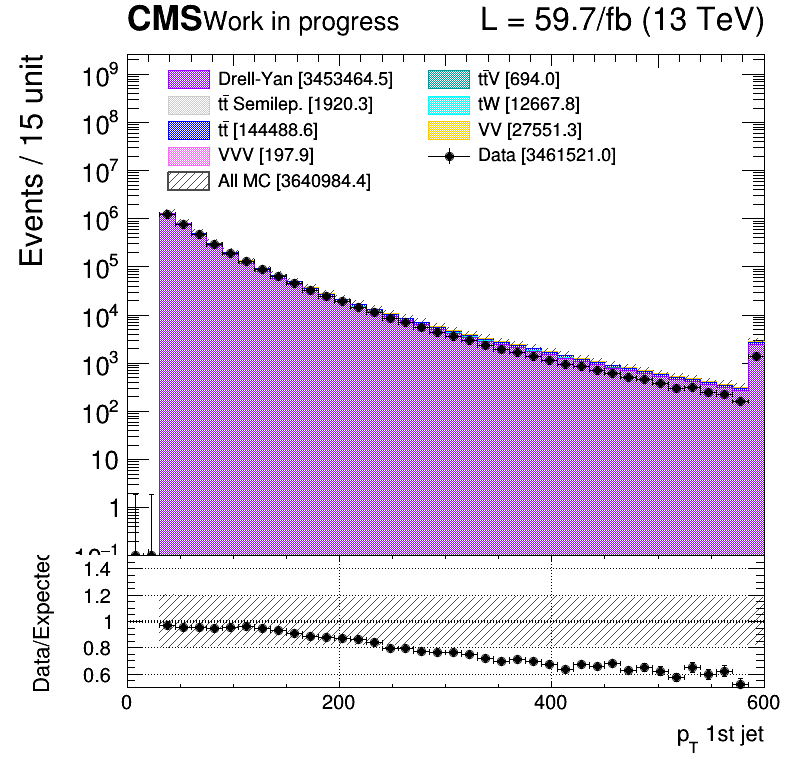 CMS Work in progress L = 59.7/fb (13 TeV)
Events / 15 unit
10⁹
10⁸
10⁷
10⁶
10⁵
10⁴
10³
10²
10
1
10⁻¹
Drell-Yan [3453464.5]
tt̄ Semilep. [1920.3]
tt̄ [144488.6]
VVV [197.9]
All MC [3640984.4]
tt̄V [694.0]
tW [12667.8]
VV [27551.3]
Data [3461521.0]
Data/Expected
1.4
1.2
1
0.8
0.6
0 200 400 600
p_T 1st jet